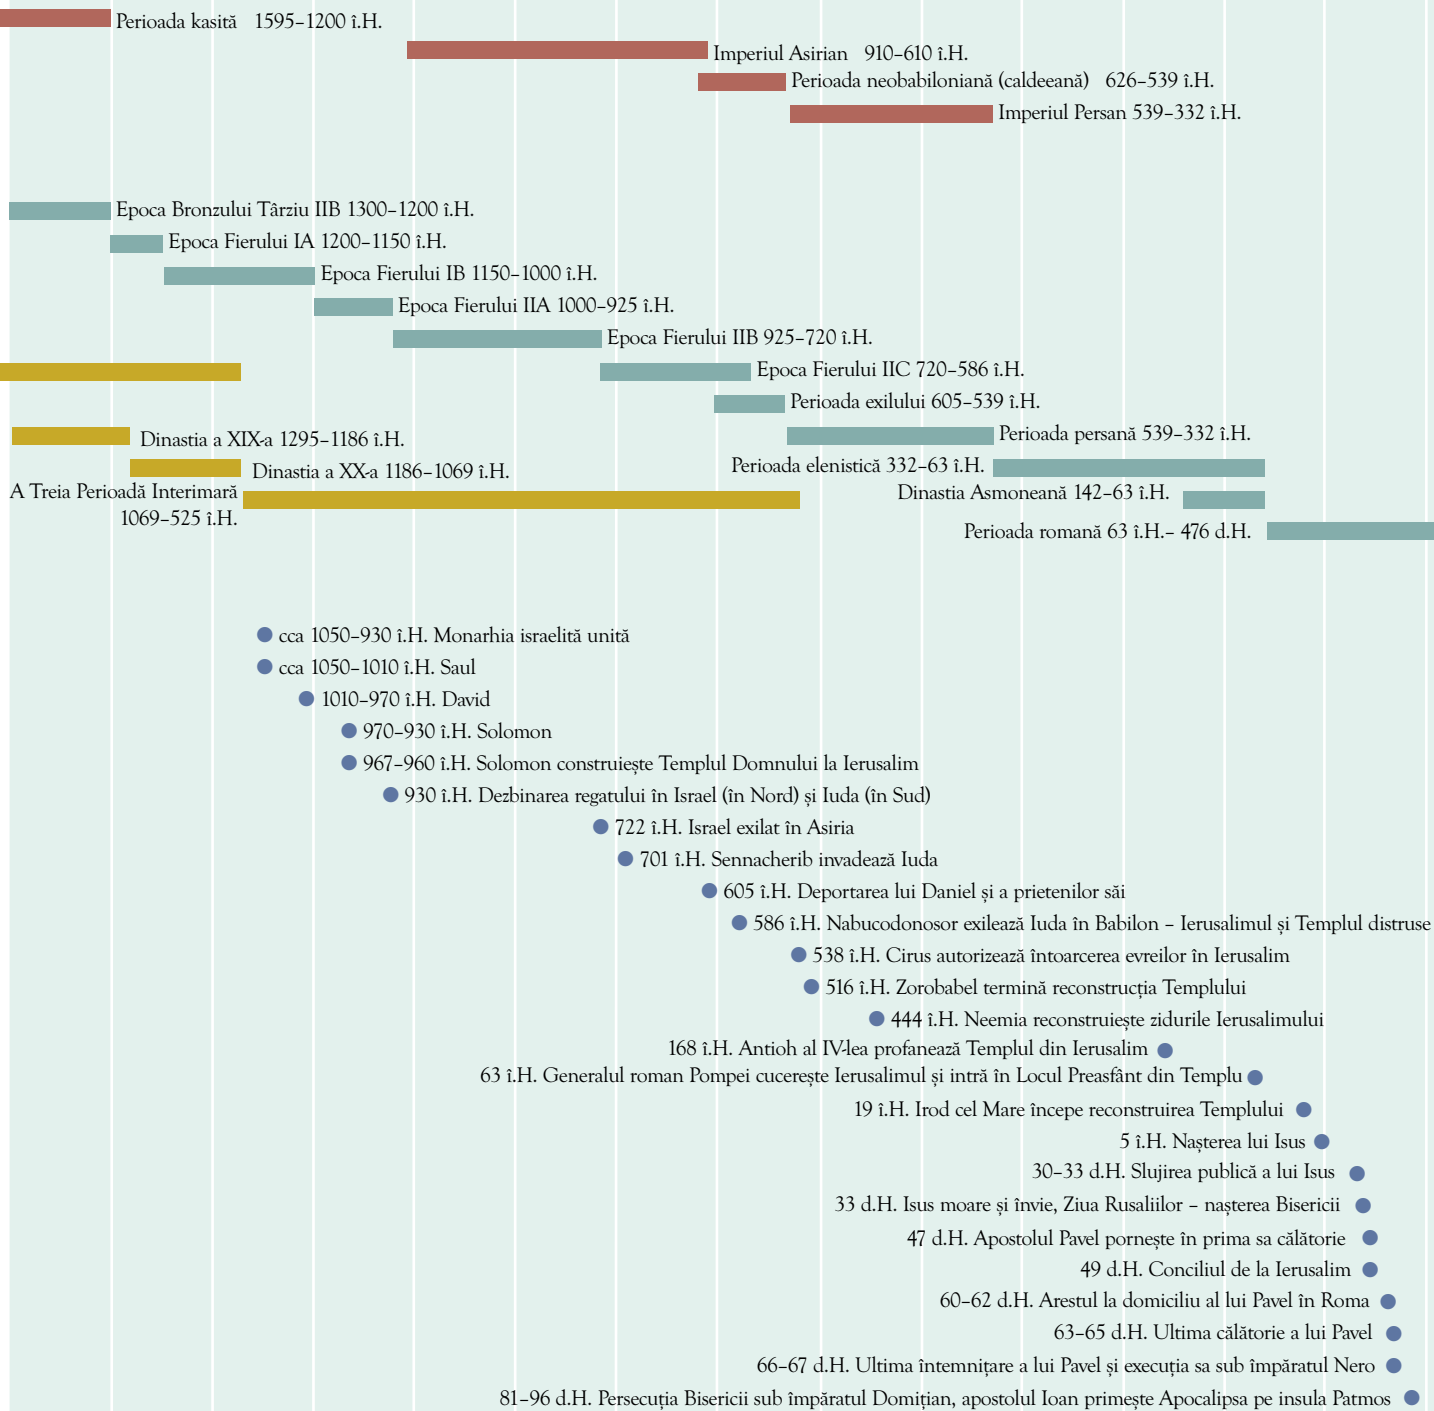 Perioada kasită 1595–1200 î.H.
Imperiul Asirian 910–610 î.H.
Perioada neobabiloniană (caldeeană) 626–539 î.H.
Imperiul Persan 539–332 î.H.
Epoca Bronzului Târziu IIB 1300–1200 î.H.
Epoca Fierului IA 1200–1150 î.H.
Epoca Fierului IB 1150–1000 î.H.
Epoca Fierului IIA 1000–925 î.H.
Epoca Fierului IIB 925–720 î.H.
Epoca Fierului IIC 720–586 î.H.
Perioada exilului 605–539 î.H.
Perioada persană 539–332 î.H.
Dinastia a XIX-a 1295–1186 î.H.
Perioada elenistică 332–63 î.H.
Dinastia a XX-a 1186–1069 î.H.
Dinastia Asmoneană 142–63 î.H.
A Treia Perioadă Interimară
1069–525 î.H.
Perioada romană 63 î.H.– 476 d.H.
cca 1050–930 î.H. Monarhia israelită unită
cca 1050–1010 î.H. Saul
1010–970 î.H. David
970–930 î.H. Solomon
967–960 î.H. Solomon construiește Templul Domnului la Ierusalim
930 î.H. Dezbinarea regatului în Israel (în Nord) și Iuda (în Sud)
722 î.H. Israel exilat în Asiria
701 î.H. Sennacherib invadează Iuda
605 î.H. Deportarea lui Daniel și a prietenilor săi
586 î.H. Nabucodonosor exilează Iuda în Babilon – Ierusalimul și Templul distruse
538 î.H. Cirus autorizează întoarcerea evreilor în Ierusalim
516 î.H. Zorobabel termină reconstrucția Templului
444 î.H. Neemia reconstruiește zidurile Ierusalimului
168 î.H. Antioh al IV-lea profanează Templul din Ierusalim
63 î.H. Generalul roman Pompei cucerește Ierusalimul și intră în Locul Preasfânt din Templu
19 î.H. Irod cel Mare începe reconstruirea Templului
5 î.H. Nașterea lui Isus
30–33 d.H. Slujirea publică a lui Isus
33 d.H. Isus moare și învie, Ziua Rusaliilor – nașterea Bisericii
47 d.H. Apostolul Pavel pornește în prima sa călătorie
49 d.H. Conciliul de la Ierusalim
60–62 d.H. Arestul la domiciliu al lui Pavel în Roma
63–65 d.H. Ultima călătorie a lui Pavel
66–67 d.H. Ultima întemnițare a lui Pavel și execuția sa sub împăratul Nero
81–96 d.H. Persecuția Bisericii sub împăratul Domițian, apostolul Ioan primește Apocalipsa pe insula Patmos